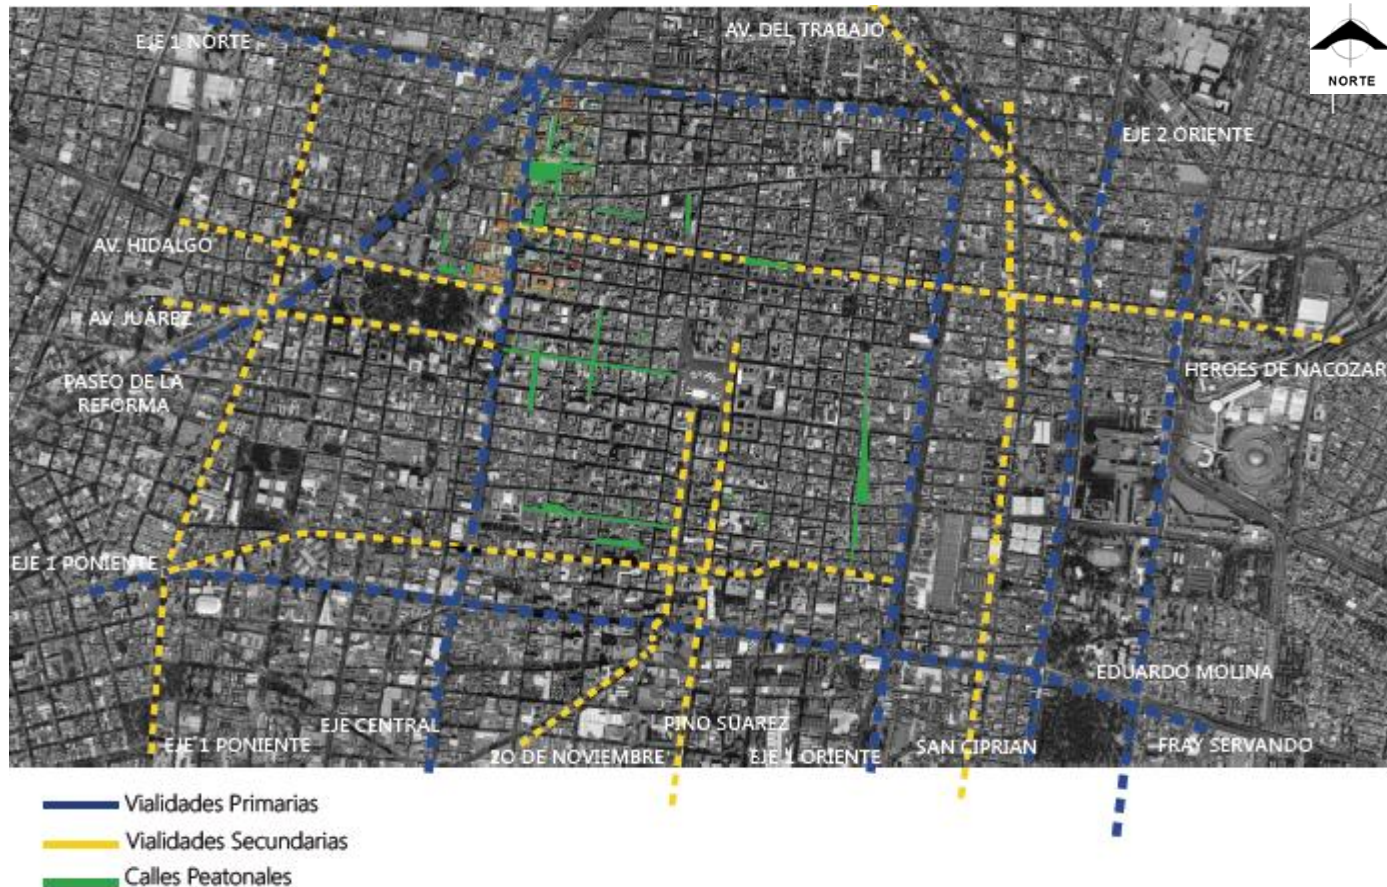 AV. DEL TRABAJO
EJE 1 NORTE
NORTE
EJE 2 ORIENTE
AV. HIDALGO
AV. JUÁREZ
HEROES DE NACOZAR
PASEO DE LA
REFORMA
EJE 1 PONIENTE
EDUARDO MOLINA
EJE CENTRAL
PINO SUAREZ
EJE 1 PONIENTE
20 DE NOVIEMBRE
EJE 1 ORIENTE
SAN CIPRIAN
FRAY SERVANDO
Vialidades Primarias
Vialidades Secundarias
Calles Peatonales